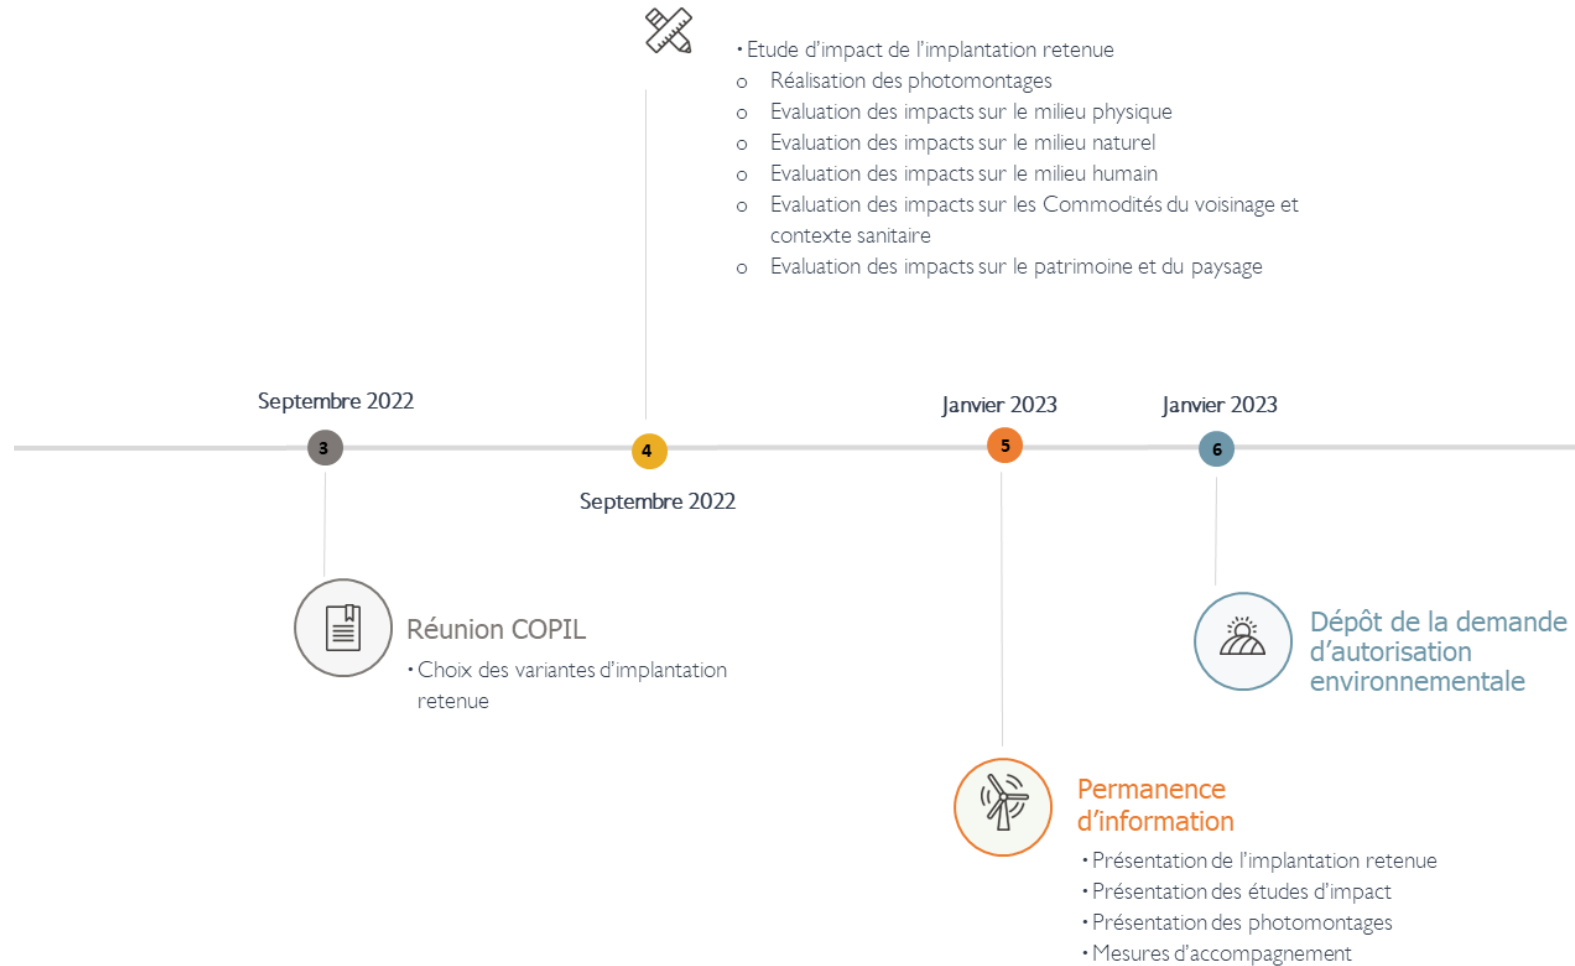 • Etude d'impact de l'implantation retenue
o Réalisation des photomontages
o Evaluation des impacts sur le milieu physique
o Evaluation des impacts sur le milieu naturel
o Evaluation des impacts sur le milieu humain
o Evaluation des impacts sur les Commodités du voisinage et
contexte sanitaire
o Evaluation des impacts sur le patrimoine et du paysage
Septembre 2022
Janvier 2023
Janvier 2023
3
4
5
6
Septembre 2022
Réunion COPIL
• Choix des variantes d'implantation
retenue
Dépôt de la demande
d'autorisation
environnementale
Permanence
d'information
• Présentation de l'implantation retenue
• Présentation des études d'impact
• Présentation des photomontages
• Mesures d'accompagnement